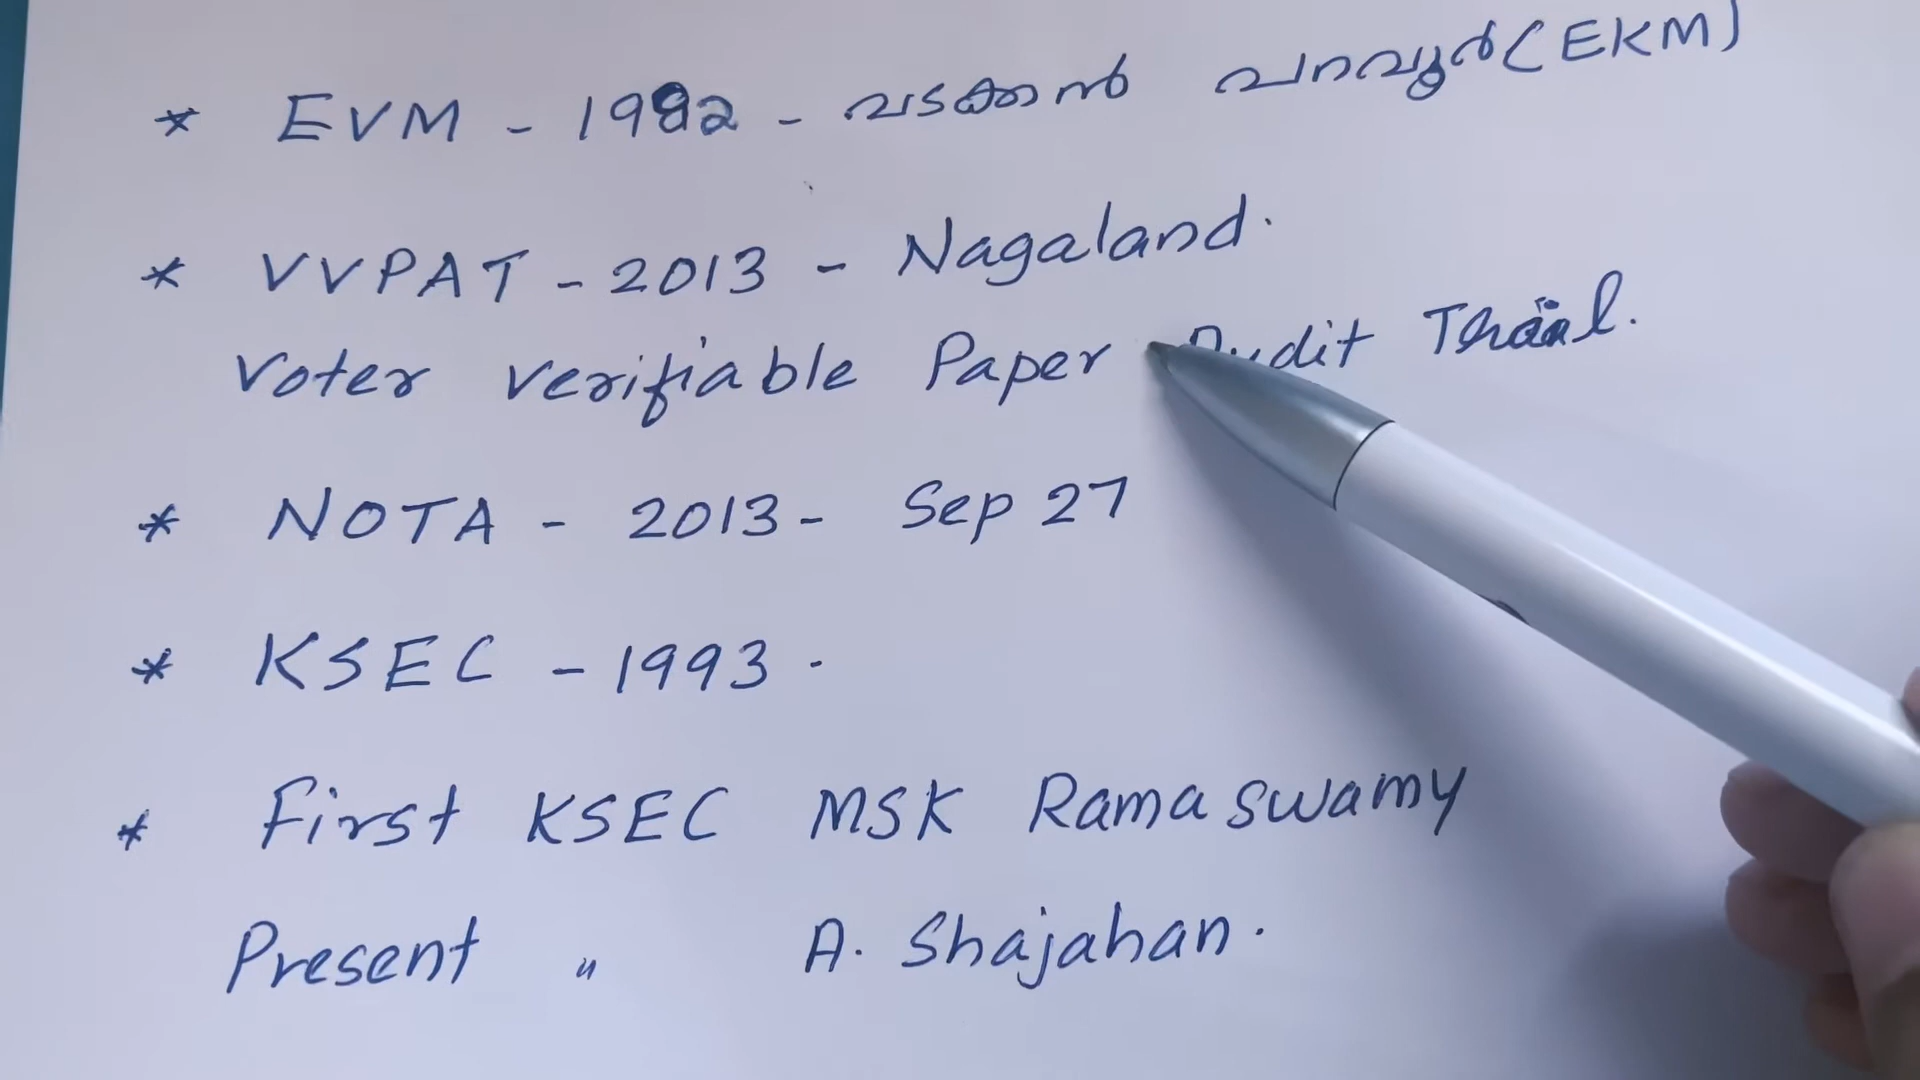 * EVM - 1982 - വടക്കൻ പറവൂർ (EKM)
* VVPAT - 2013 - Nagaland.
Voter Verifiable Paper Audit Trail.
* NOTA - 2013 - Sep 27
* KSEC - 1993.
* First KSEC MSK Ramaswamy
Present " A. Shajahan.